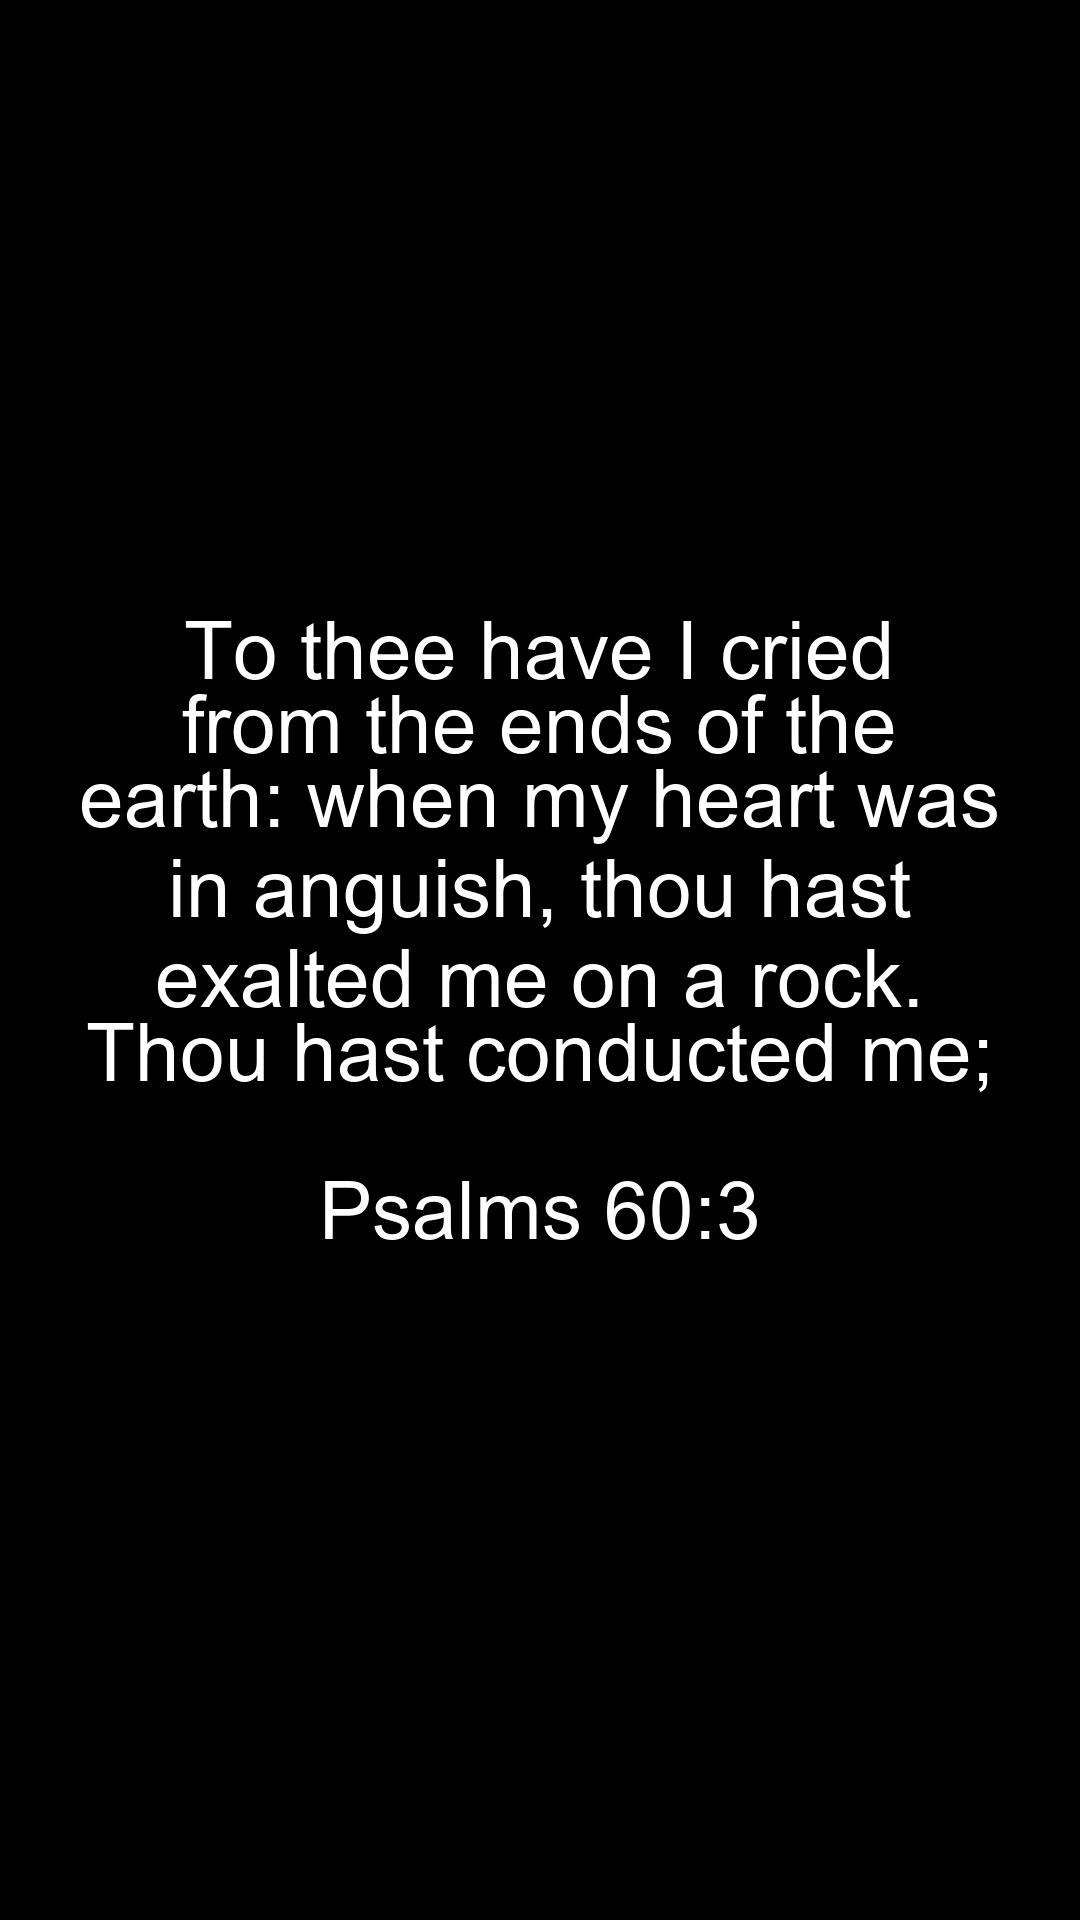 To thee have I cried
from the ends of the
earth: when my heart was
in anguish, thou hast
exalted me on a rock.
Thou hast conducted me;
Psalms 60:3